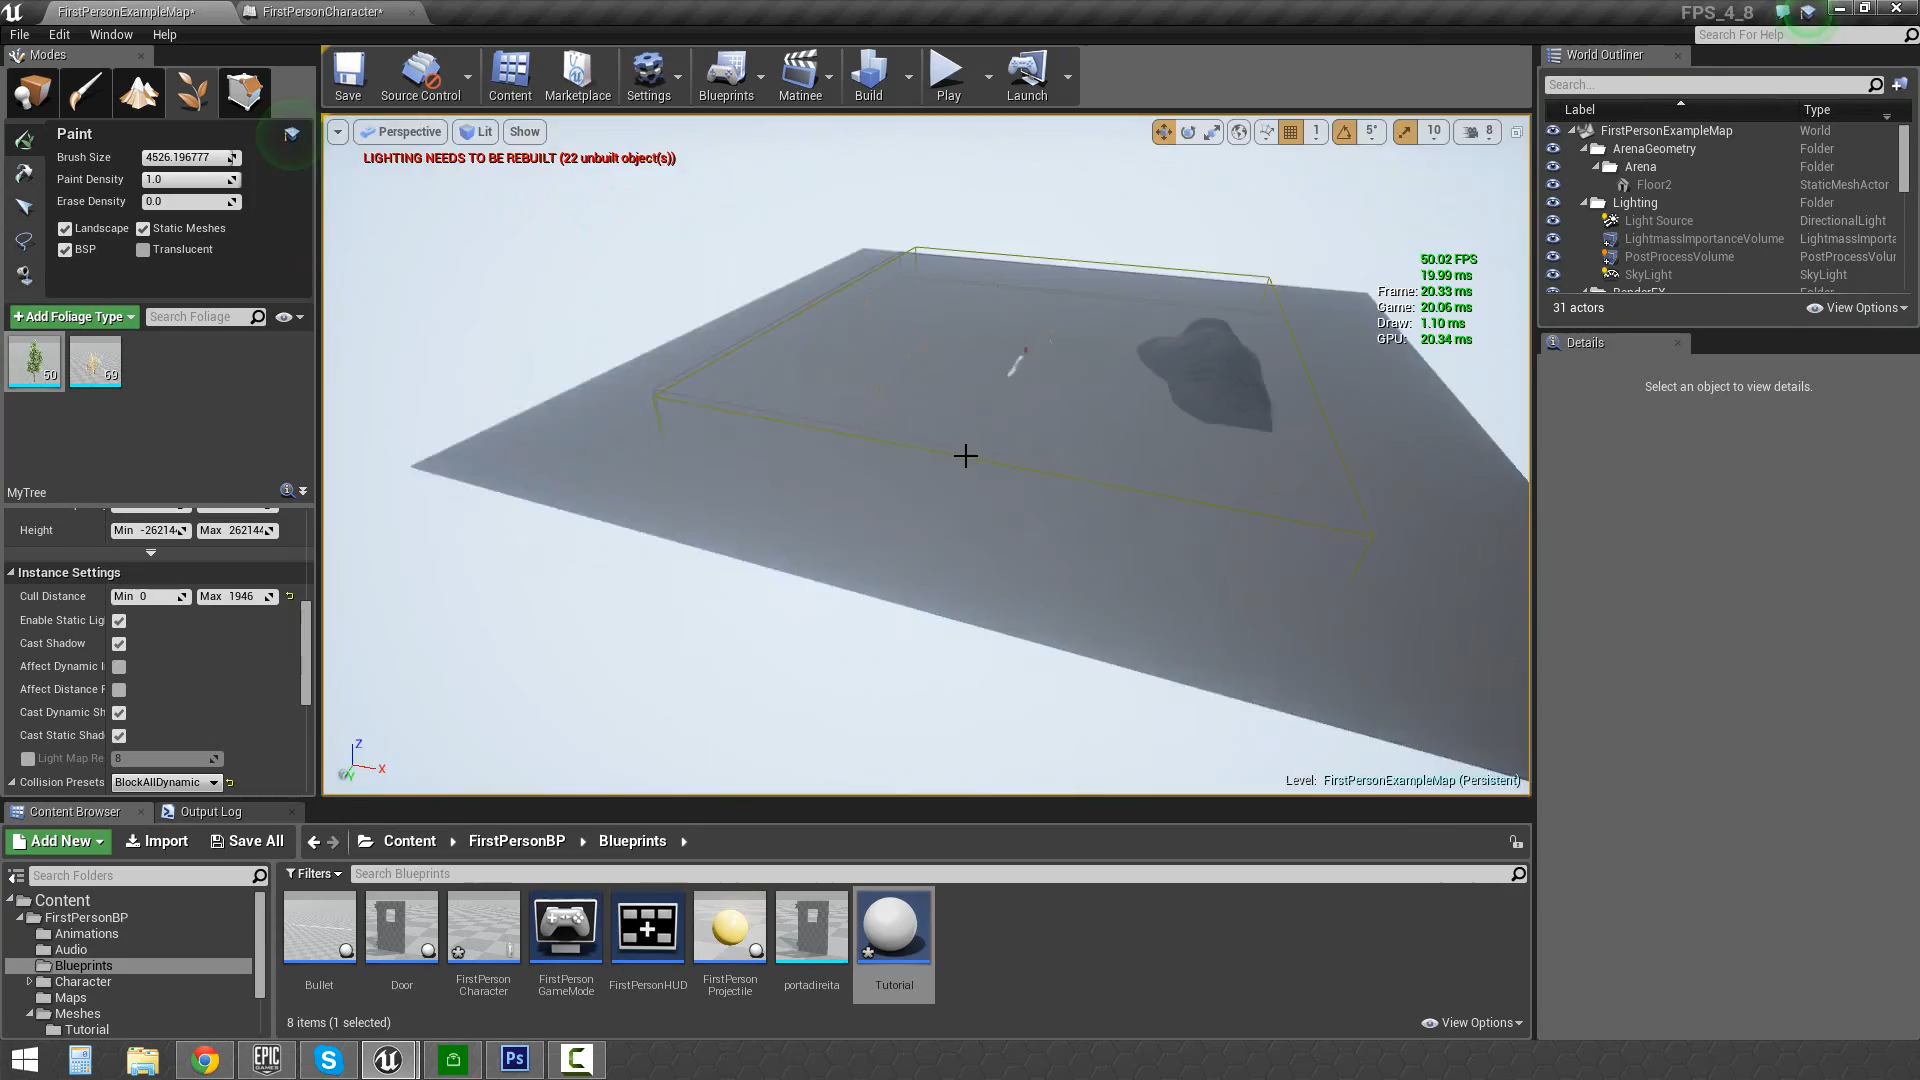 FirstPersonExampleMap*
FirstPersonCharacter*
FPS_4_8
File Edit Window Help
Search For Help
Modes
Save
Source Control
Content
Marketplace
Settings
Blueprints
Matinee
Build
Play
Launch
World Outliner
Search...
Label Type
FirstPersonExampleMap World
ArenaGeometry Folder
Arena Folder
Floor2 StaticMeshActor
Lighting Folder
Light Source DirectionalLight
LightmassImportanceVolume LightmassImporta
PostProcessVolume PostProcessVolur
SkyLight SkyLight
31 actors
View Options
Details
Select an object to view details.
Paint
Brush Size 4526.196777
Paint Density 1.0
Erase Density 0.0
Landscape Static Meshes
BSP Translucent
Add Foliage Type
Search Foliage
50
69
MyTree
Height Min -26214 Max 262144
Instance Settings
Cull Distance Min 0 Max 1946
Enable Static Lig
Cast Shadow
Affect Dynamic I
Affect Distance F
Cast Dynamic Sh
Cast Static Shad
Light Map Re 8
Collision Presets BlockAllDynamic
Perspective
Lit
Show
1
5°
10
8
LIGHTING NEEDS TO BE REBUILT (22 unbuilt object(s))
50.02 FPS
19.99 ms
Frame: 20.33 ms
Game: 20.06 ms
Draw: 1.10 ms
GPU: 20.34 ms
Z
X
Y
Level: FirstPersonExampleMap (Persistent)
Content Browser
Output Log
Add New
Import
Save All
Content
FirstPersonBP
Blueprints
Search Folders
Filters
Search Blueprints
Content
FirstPersonBP
Animations
Audio
Blueprints
Character
Maps
Meshes
Tutorial
Bullet
Door
FirstPerson
Character
FirstPerson
GameMode
FirstPersonHUD
FirstPerson
Projectile
portadireita
Tutorial
8 items (1 selected)
View Options
EPIC
GAMES
S
Ps
C